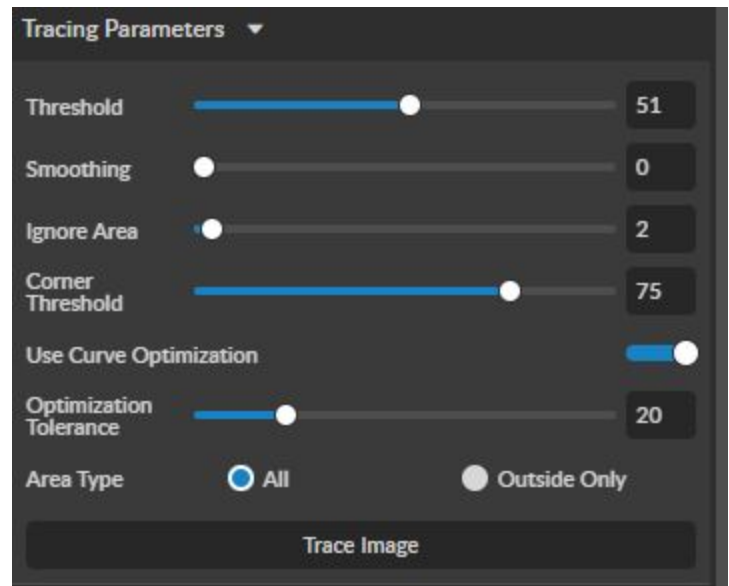 Tracing Parameters
Threshold 51
Smoothing 0
Ignore Area 2
Corner
Threshold 75
Use Curve Optimization
Optimization
Tolerance 20
Area Type All Outside Only
Trace Image